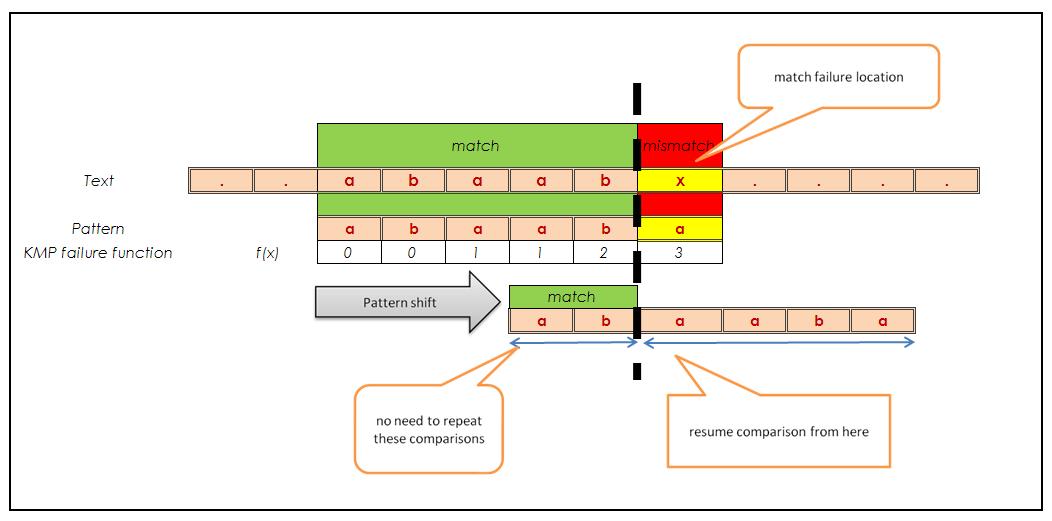 match failure location
match mismatch
Text . . a b a a b x . . . .
Pattern a b a a b a
KMP failure function f(x) 0 0 1 1 2 3
Pattern shift match
a b a a b a
no need to repeat
these comparisons
resume comparison from here